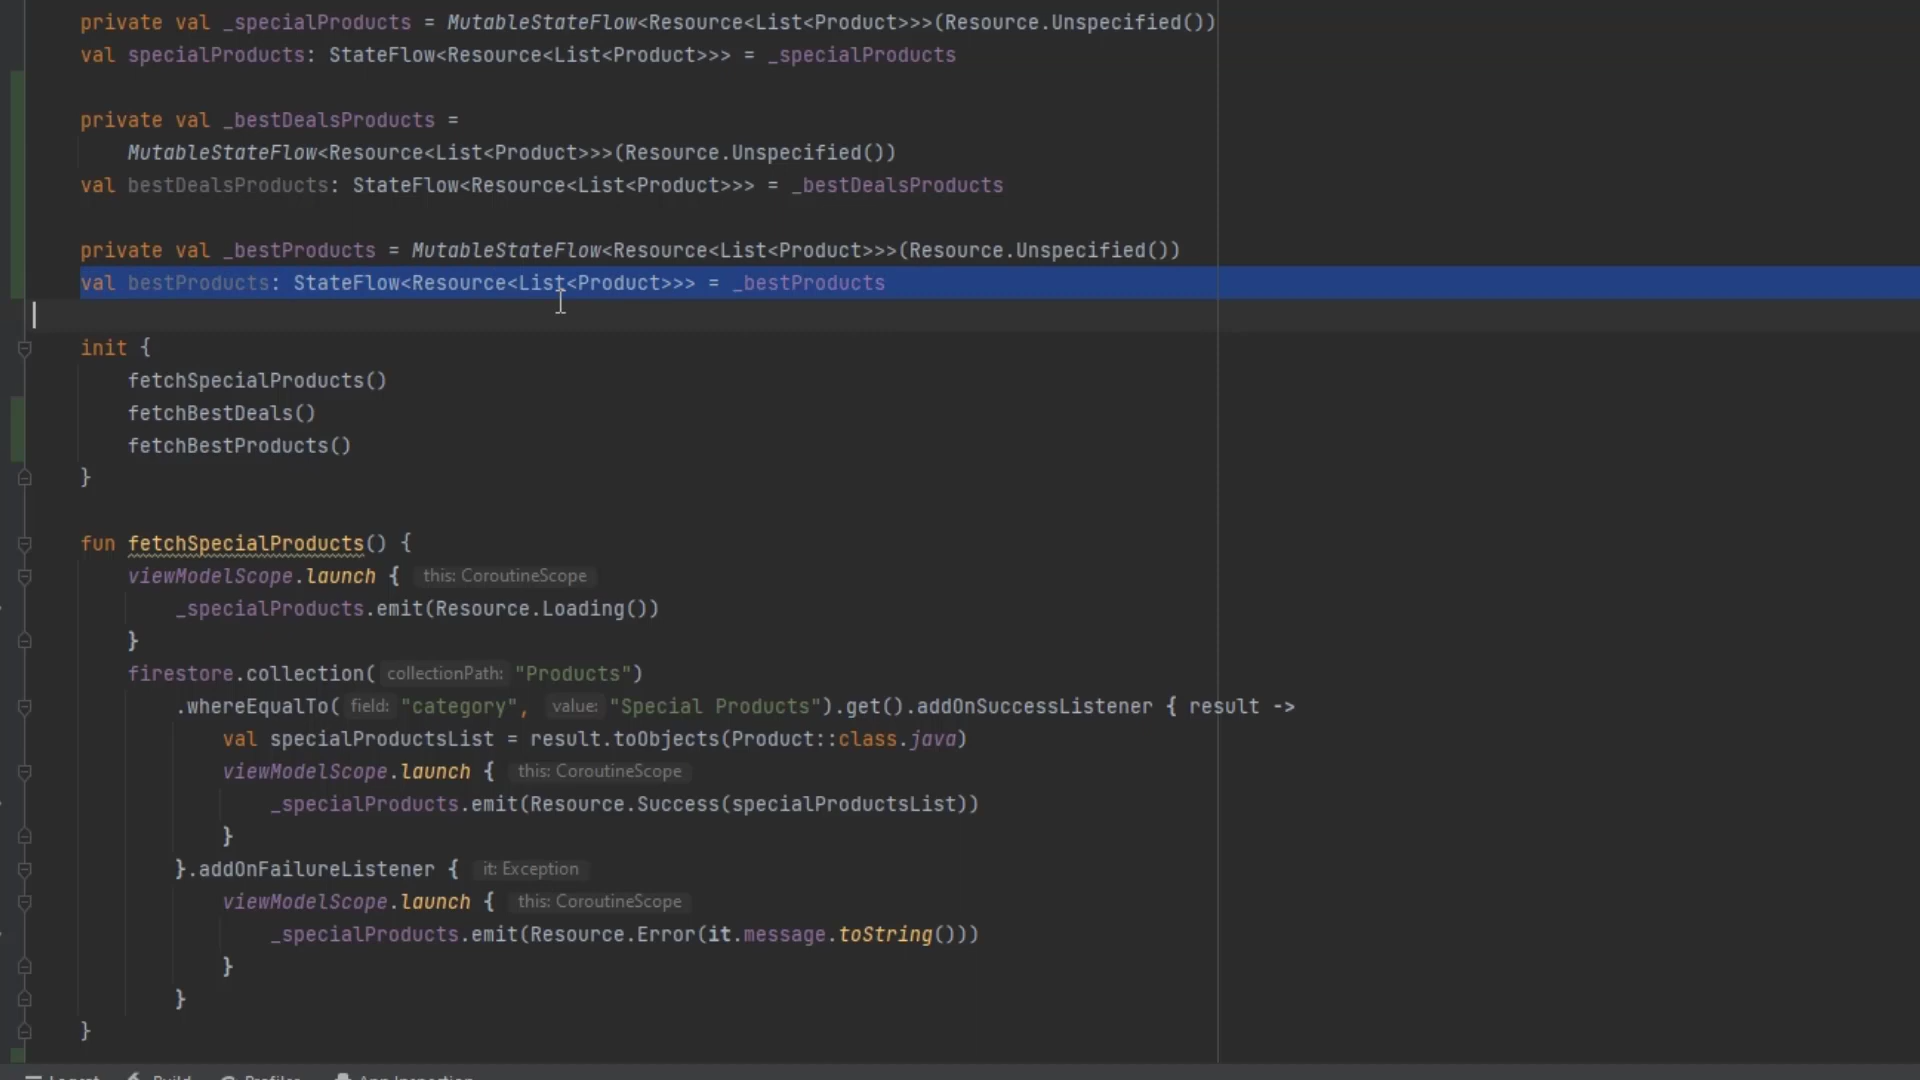 private val _specialProducts = MutableStateFlow<Resource<List<Product>>>(Resource.Unspecified())
val specialProducts: StateFlow<Resource<List<Product>>> = _specialProducts
private val _bestDealsProducts =
MutableStateFlow<Resource<List<Product>>>(Resource.Unspecified())
val bestDealsProducts: StateFlow<Resource<List<Product>>> = _bestDealsProducts
private val _bestProducts = MutableStateFlow<Resource<List<Product>>>(Resource.Unspecified())
val bestProducts: StateFlow<Resource<List<Product>>> = _bestProducts
init {
fetchSpecialProducts()
fetchBestDeals()
fetchBestProducts()
}
fun fetchSpecialProducts() {
viewModelScope.launch { this: CoroutineScope
_specialProducts.emit(Resource.Loading())
}
firestore.collection( collectionPath: "Products")
.whereEqualTo( field: "category", value: "Special Products").get().addOnSuccessListener { result ->
val specialProductsList = result.toObjects(Product::class.java)
viewModelScope.launch { this: CoroutineScope
_specialProducts.emit(Resource.Success(specialProductsList))
}
}.addOnFailureListener { it: Exception
viewModelScope.launch { this: CoroutineScope
_specialProducts.emit(Resource.Error(it.message.toString()))
}
}
}
Logcat Build Profiler App Inspection